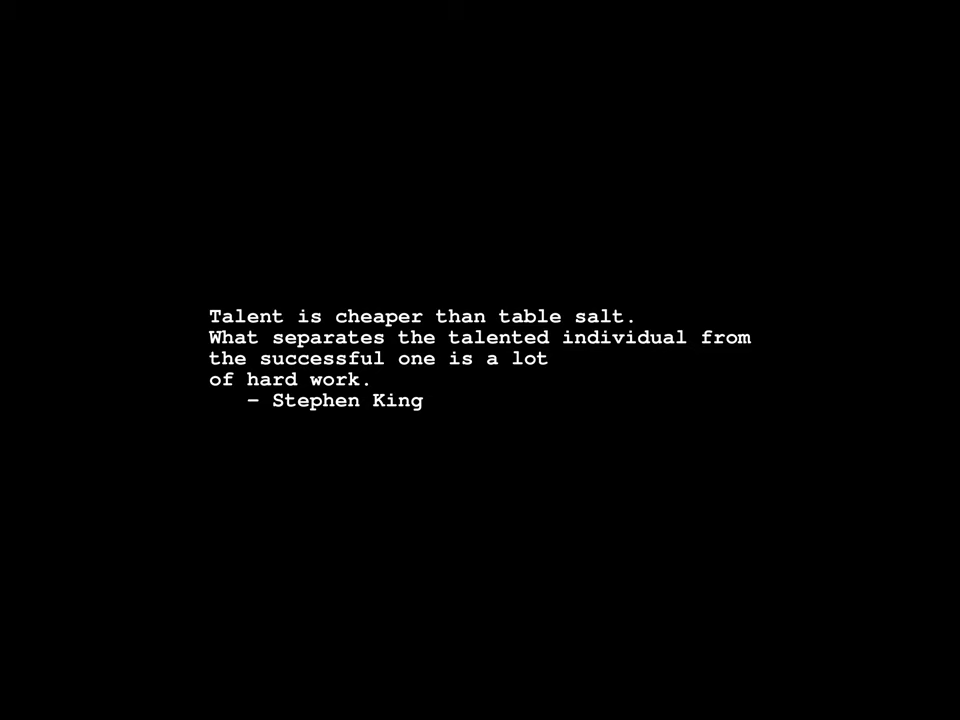 Talent is cheaper than table salt.
What separates the talented individual from
the successful one is a lot
of hard work.
– Stephen King